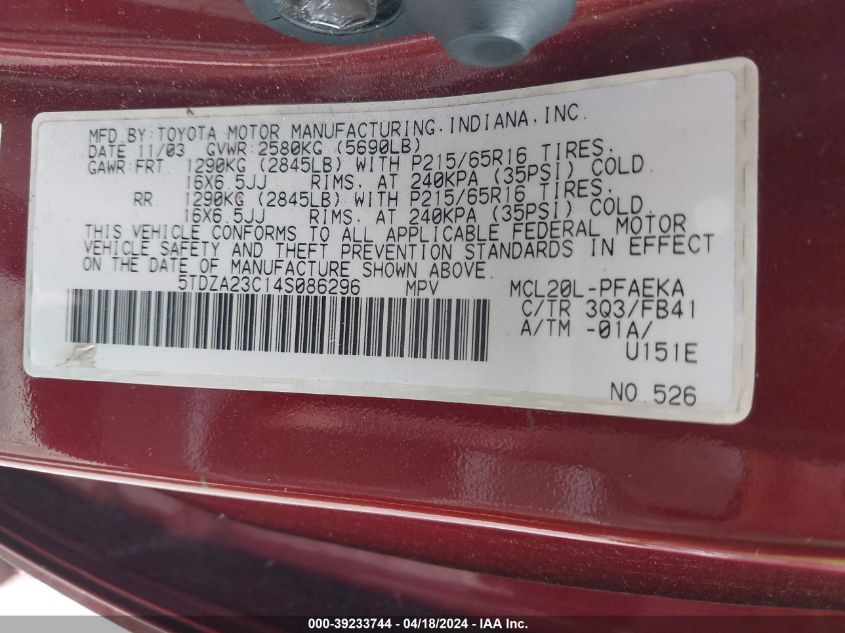 MFD.BY:TOYOTA MOTOR MANUFACTURING.INDIANA,INC.
DATE 11/03 GVWR 2580KG (5690LB)
GAWR:FRT. 1290KG (2845LB) WITH P215/65R16 TIRES.
16X6.5JJ RIMS. AT 240KPA (35PSI) COLD.
RR. 1290KG (2845LB) WITH P215/65R16 TIRES.
16X6.5JJ RIMS. AT 240KPA (35PSI) COLD.
THIS VEHICLE CONFORMS TO ALL APPLICABLE FEDERAL MOTOR
VEHICLE SAFETY AND THEFT PREVENTION STANDARDS IN EFFECT
ON THE DATE OF MANUFACTURE SHOWN ABOVE.
5TDZA23C14S086296 MPV MCL20L-PFAEKA
C/TR 3Q3/FB41
A/TM -01A/
U151E
NO.526
000-39233744 - 04/18/2024 - IAA Inc.